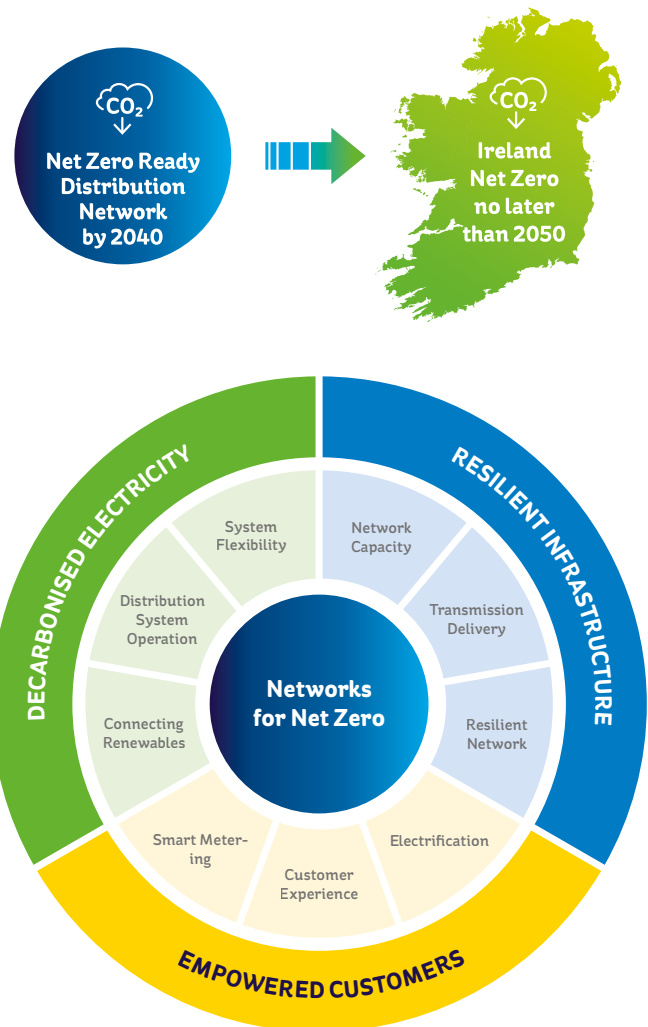 CO₂
Net Zero Ready
Distribution
Network
by 2040
CO₂
Ireland
Net Zero
no later
than 2050
DECARBONISED ELECTRICITY
RESILIENT INFRASTRUCTURE
System
Flexibility
Network
Capacity
Distribution
System
Operation
Transmission
Delivery
Networks
for Net Zero
Connecting
Renewables
Resilient
Network
Smart Meter-
ing
Customer
Experience
Electrification
EMPOWERED CUSTOMERS